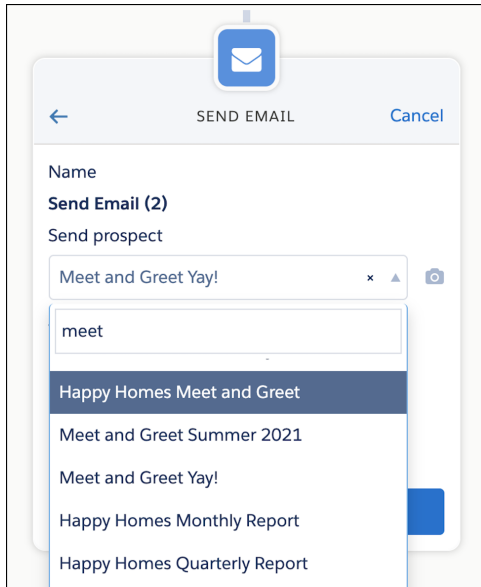 SEND EMAIL
Cancel
Name
Send Email (2)
Send prospect
Meet and Greet Yay!
meet
Happy Homes Meet and Greet
Meet and Greet Summer 2021
Meet and Greet Yay!
Happy Homes Monthly Report
Happy Homes Quarterly Report